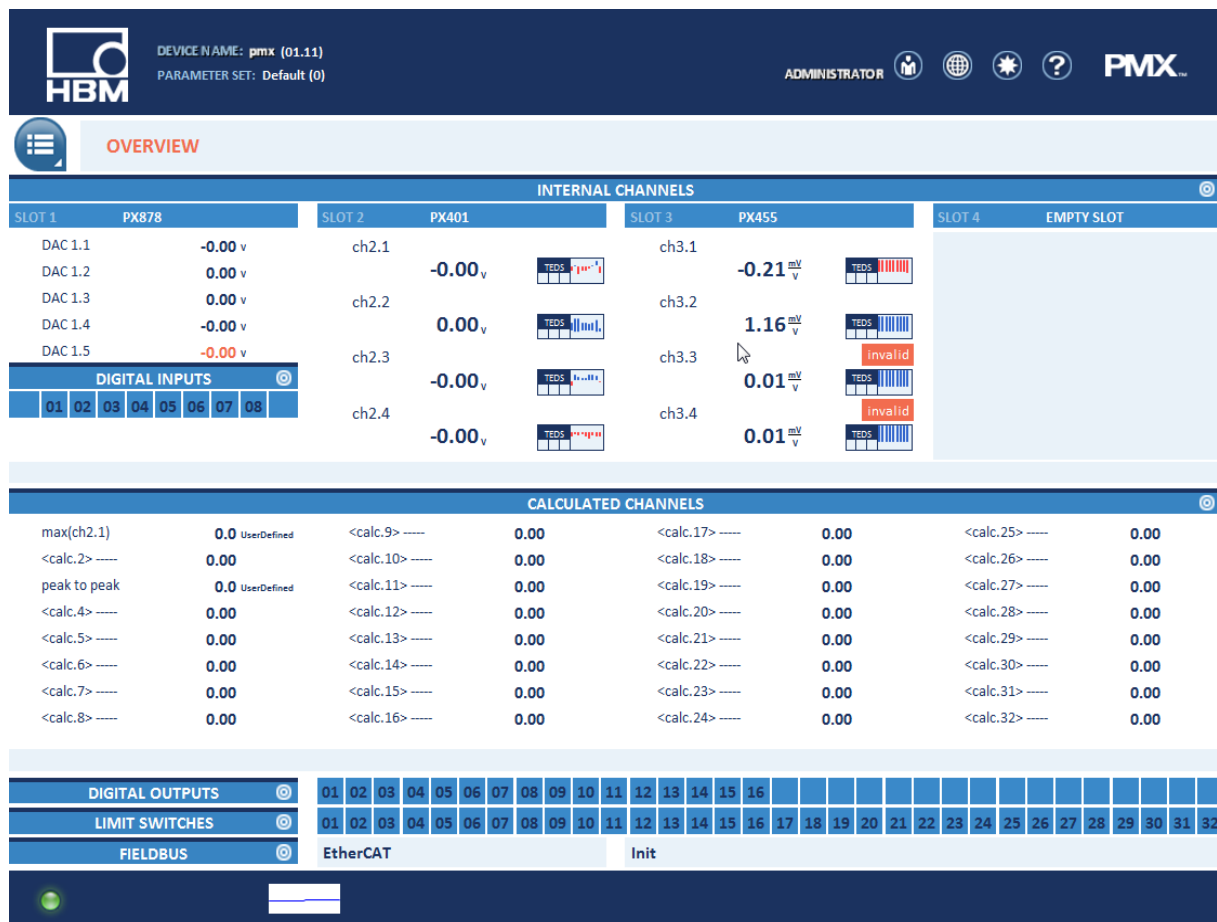 HBM
DEVICE NAME: pmx (01.11)
PARAMETER SET: Default (0)
ADMINISTRATOR
?
PMX™
OVERVIEW
INTERNAL CHANNELS
SLOT 1 PX878
DAC 1.1 -0.00 V
DAC 1.2 0.00 V
DAC 1.3 0.00 V
DAC 1.4 -0.00 V
DAC 1.5 -0.00 V
DIGITAL INPUTS
01 02 03 04 05 06 07 08
SLOT 2 PX401
ch2.1
-0.00 V TEDS
ch2.2
0.00 V TEDS
ch2.3
-0.00 V TEDS
ch2.4
-0.00 V TEDS
SLOT 3 PX455
ch3.1
-0.21 mV/V TEDS
ch3.2
1.16 mV/V TEDS
ch3.3 invalid
0.01 mV/V TEDS
ch3.4 invalid
0.01 mV/V TEDS
SLOT 4 EMPTY SLOT
CALCULATED CHANNELS
max(ch2.1) 0.0 UserDefined <calc.9> ----- 0.00 <calc.17> ----- 0.00 <calc.25> ----- 0.00
<calc.2> ----- 0.00 <calc.10> ----- 0.00 <calc.18> ----- 0.00 <calc.26> ----- 0.00
peak to peak 0.0 UserDefined <calc.11> ----- 0.00 <calc.19> ----- 0.00 <calc.27> ----- 0.00
<calc.4> ----- 0.00 <calc.12> ----- 0.00 <calc.20> ----- 0.00 <calc.28> ----- 0.00
<calc.5> ----- 0.00 <calc.13> ----- 0.00 <calc.21> ----- 0.00 <calc.29> ----- 0.00
<calc.6> ----- 0.00 <calc.14> ----- 0.00 <calc.22> ----- 0.00 <calc.30> ----- 0.00
<calc.7> ----- 0.00 <calc.15> ----- 0.00 <calc.23> ----- 0.00 <calc.31> ----- 0.00
<calc.8> ----- 0.00 <calc.16> ----- 0.00 <calc.24> ----- 0.00 <calc.32> ----- 0.00
DIGITAL OUTPUTS 01 02 03 04 05 06 07 08 09 10 11 12 13 14 15 16
LIMIT SWITCHES 01 02 03 04 05 06 07 08 09 10 11 12 13 14 15 16 17 18 19 20 21 22 23 24 25 26 27 28 29 30 31 32
FIELDBUS EtherCAT Init